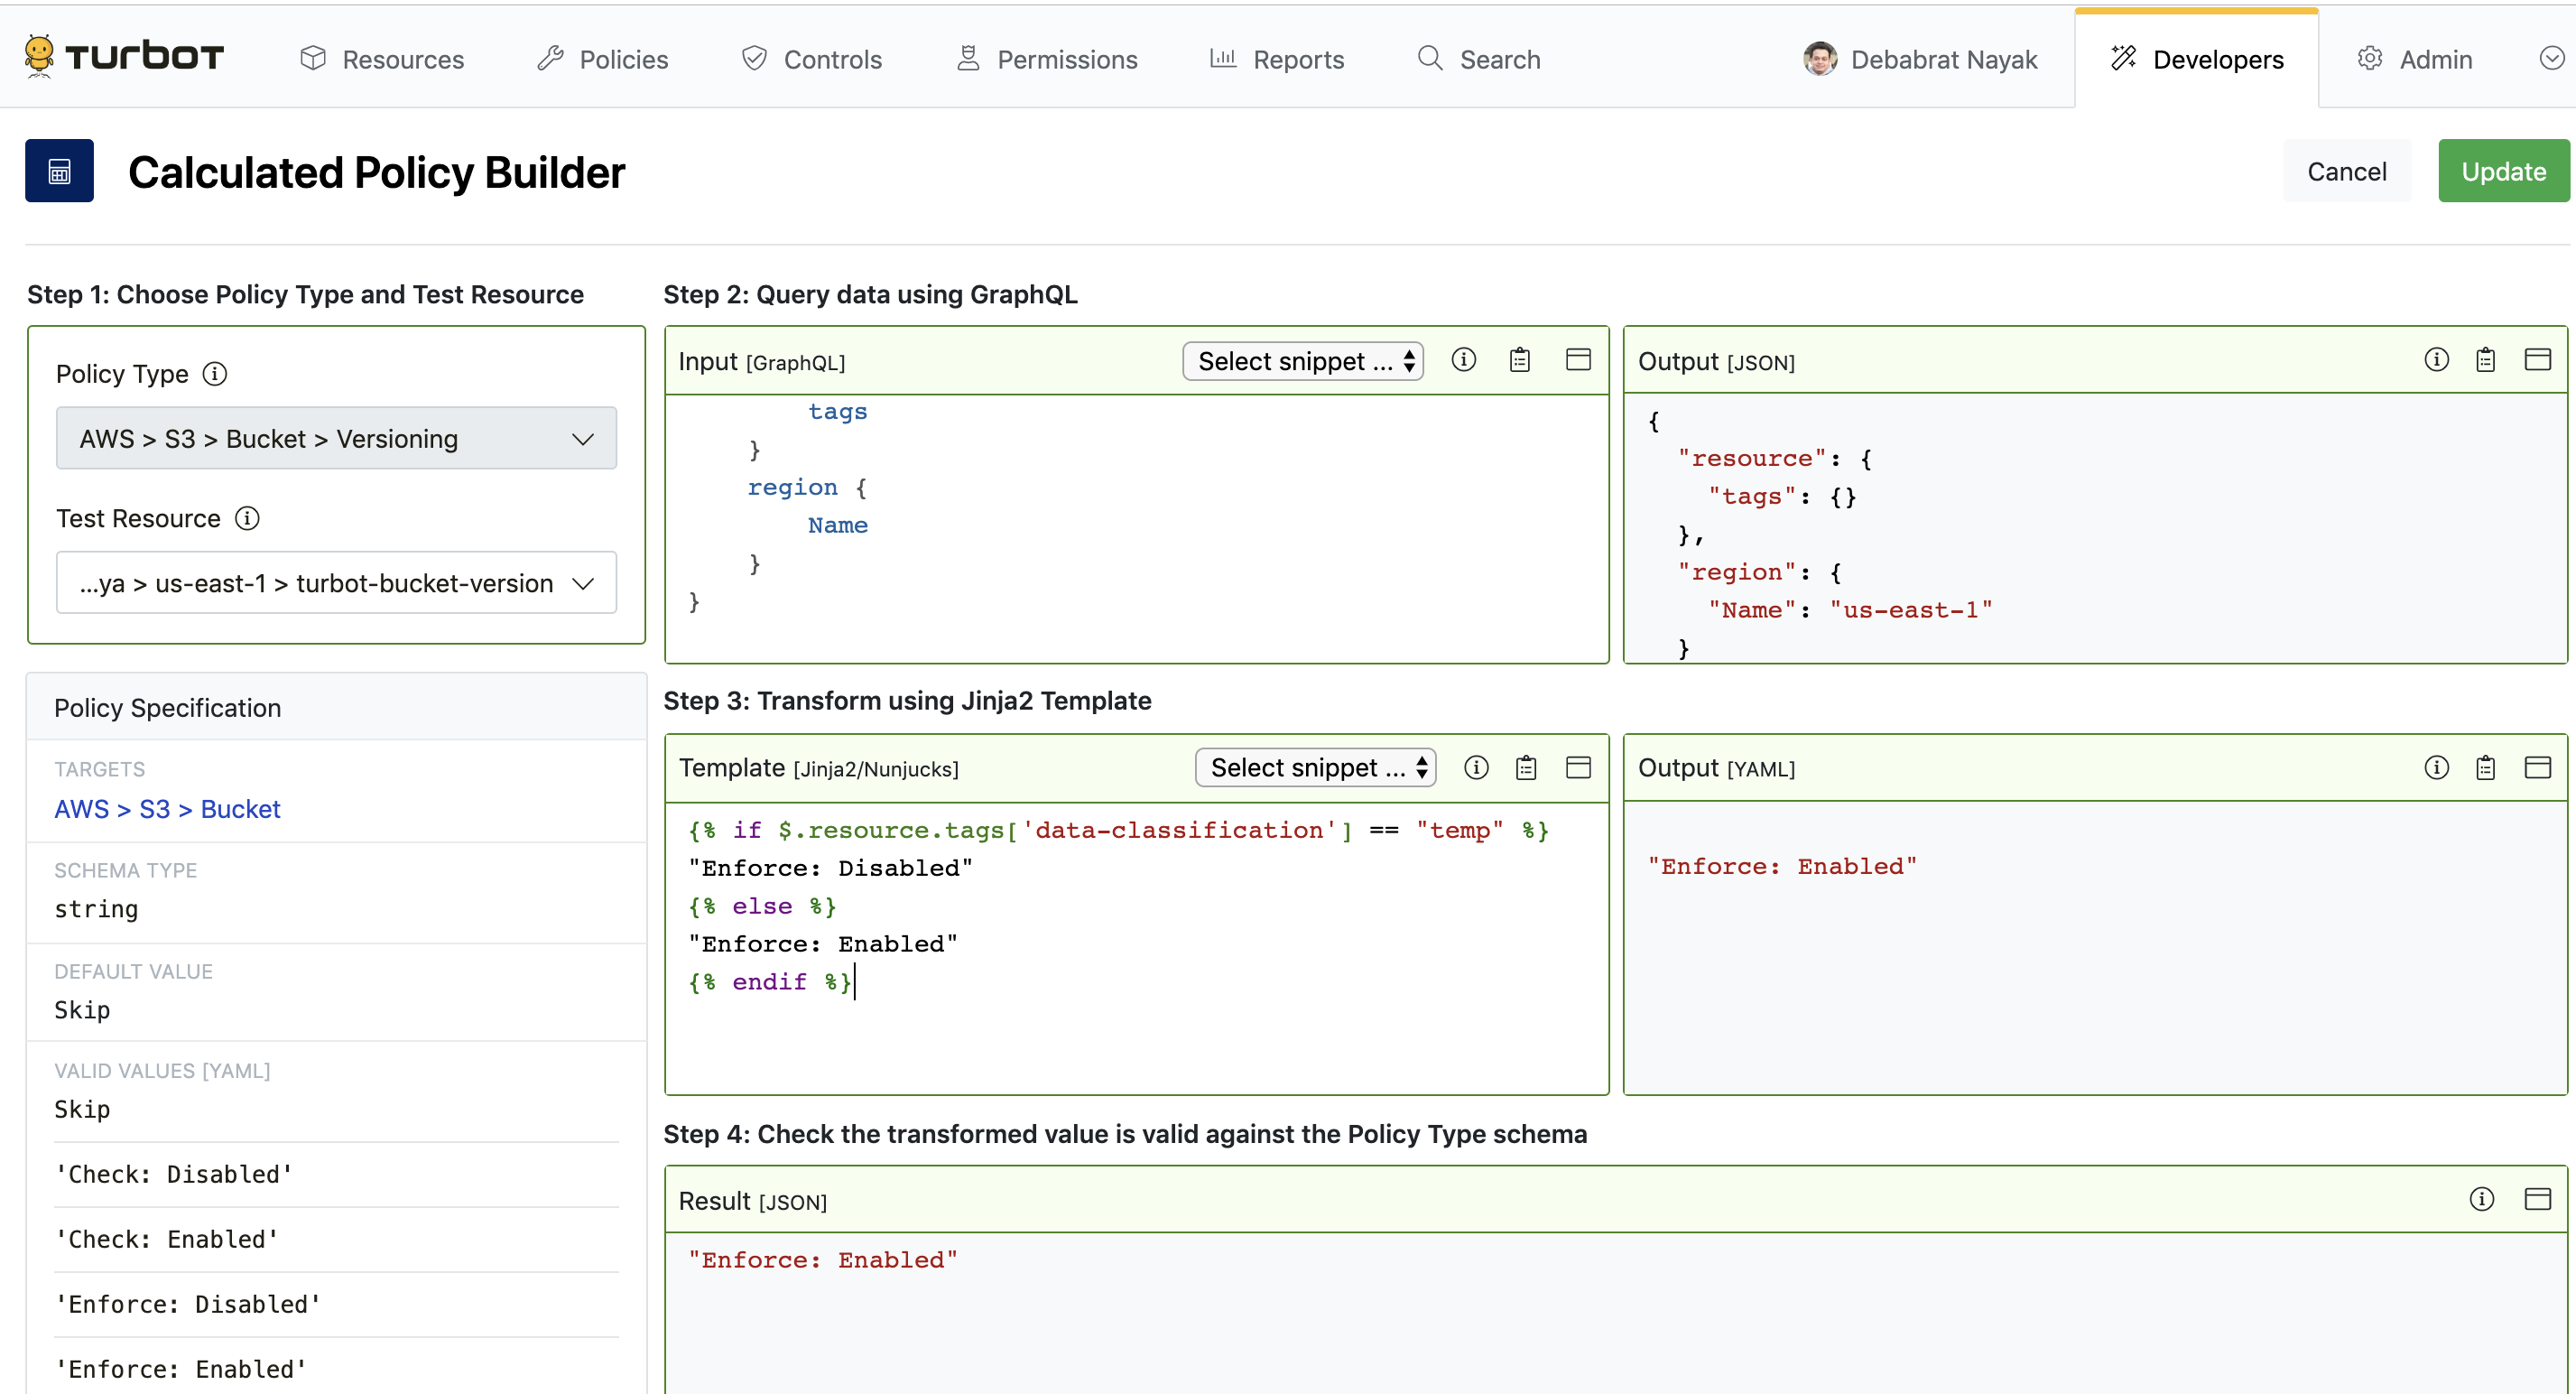 TURBOT
Resources
Policies
Controls
Permissions
Reports
Search
Debabrat Nayak
Developers
Admin
Calculated Policy Builder
Cancel
Update
Step 1: Choose Policy Type and Test Resource
Policy Type
AWS > S3 > Bucket > Versioning
Test Resource
...ya > us-east-1 > turbot-bucket-version
Policy Specification
TARGETS
AWS > S3 > Bucket
SCHEMA TYPE
string
DEFAULT VALUE
Skip
VALID VALUES [YAML]
Skip
'Check: Disabled'
'Check: Enabled'
'Enforce: Disabled'
'Enforce: Enabled'
Step 2: Query data using GraphQL
Input [GraphQL]
Select snippet ...
tags
}
region {
Name
}
}
Output [JSON]
{
"resource": {
"tags": {}
},
"region": {
"Name": "us-east-1"
}
Step 3: Transform using Jinja2 Template
Template [Jinja2/Nunjucks]
Select snippet ...
{% if $.resource.tags['data-classification'] == "temp" %}
"Enforce: Disabled"
{% else %}
"Enforce: Enabled"
{% endif %}
Output [YAML]
"Enforce: Enabled"
Step 4: Check the transformed value is valid against the Policy Type schema
Result [JSON]
"Enforce: Enabled"